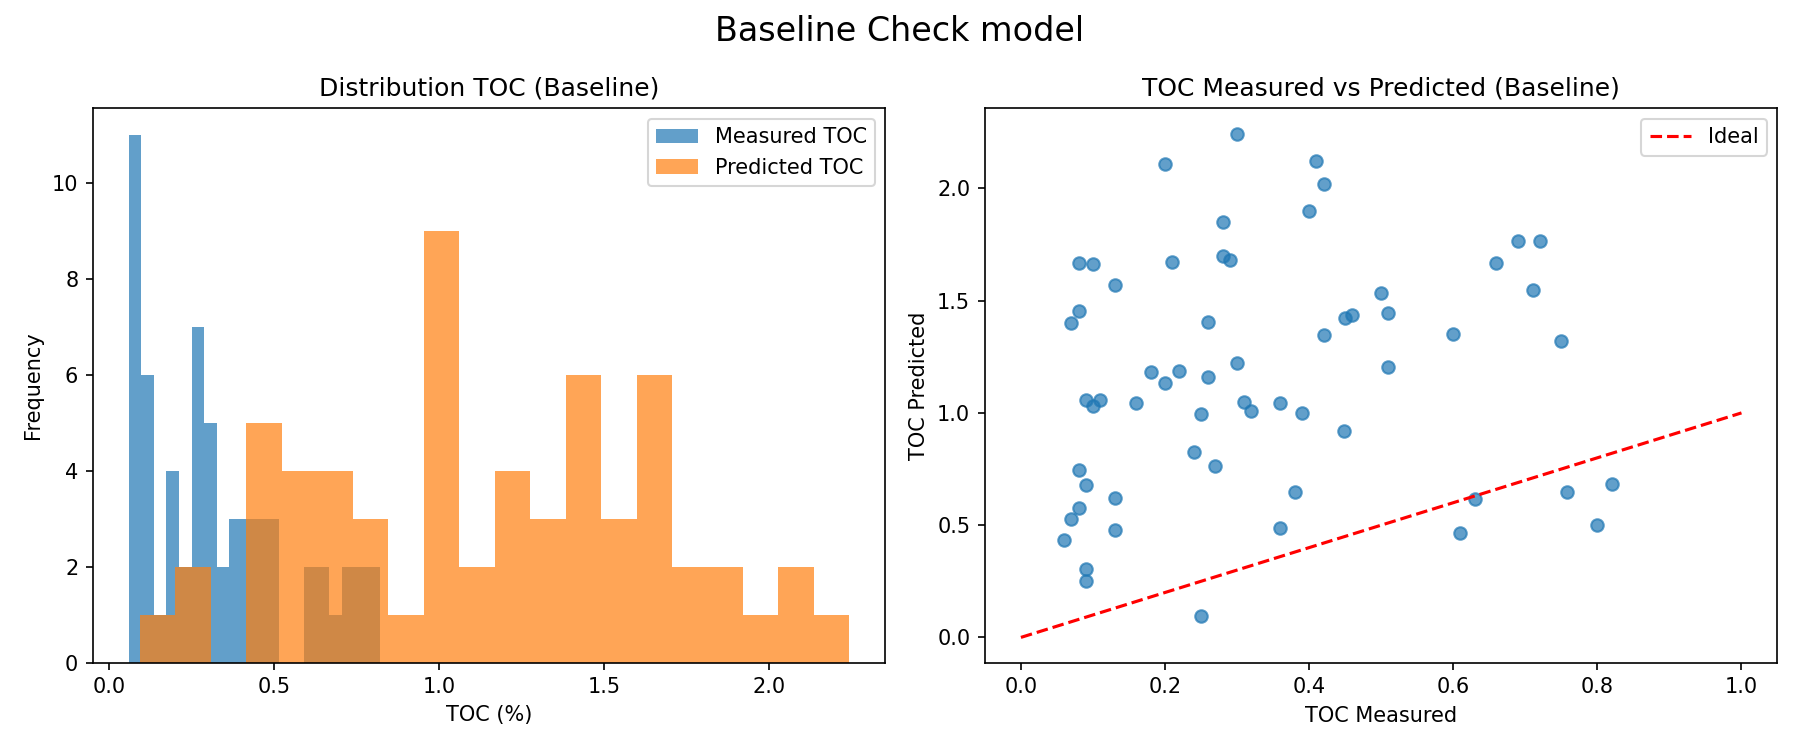 Baseline Check model
Distribution TOC (Baseline)
Measured TOC
Predicted TOC
Frequency
10
8
6
4
2
0
0.0 0.5 1.0 1.5 2.0
TOC (%)
TOC Measured vs Predicted (Baseline)
Ideal
TOC Predicted
2.0
1.5
1.0
0.5
0.0
0.0 0.2 0.4 0.6 0.8 1.0
TOC Measured